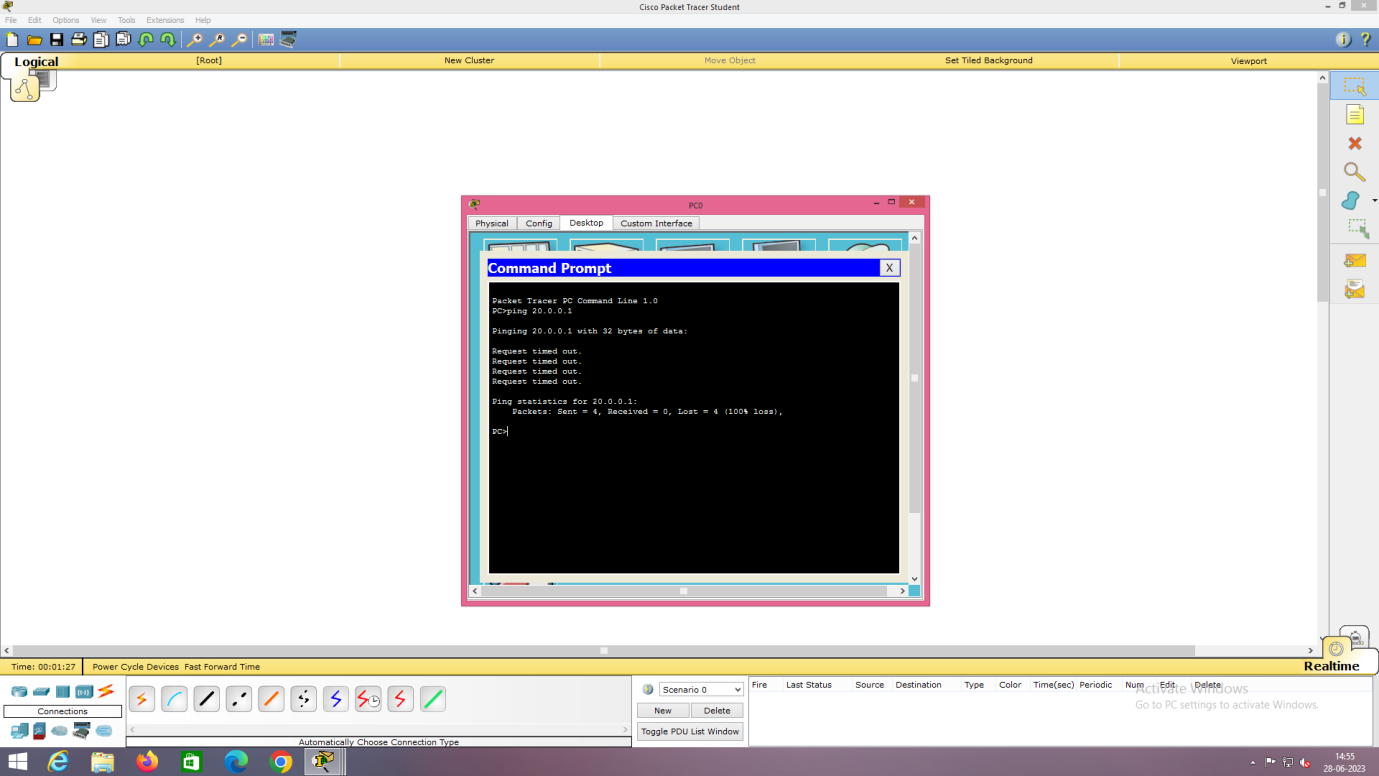 Cisco Packet Tracer Student
File Edit Options View Tools Extensions Help
Logical [Root] New Cluster Move Object Set Tiled Background Viewport
PC0
Physical Config Desktop Custom Interface
Command Prompt X
Packet Tracer PC Command Line 1.0
PC>ping 20.0.0.1
Pinging 20.0.0.1 with 32 bytes of data:
Request timed out.
Request timed out.
Request timed out.
Request timed out.
Ping statistics for 20.0.0.1:
Packets: Sent = 4, Received = 0, Lost = 4 (100% loss),
PC>
Time: 00:01:27 Power Cycle Devices Fast Forward Time Realtime
Connections
Automatically Choose Connection Type
Scenario 0
New Delete
Toggle PDU List Window
Fire Last Status Source Destination Type Color Time(sec) Periodic Num Edit Delete
Activate Windows
Go to PC settings to activate Windows.
14:55
28-06-2023